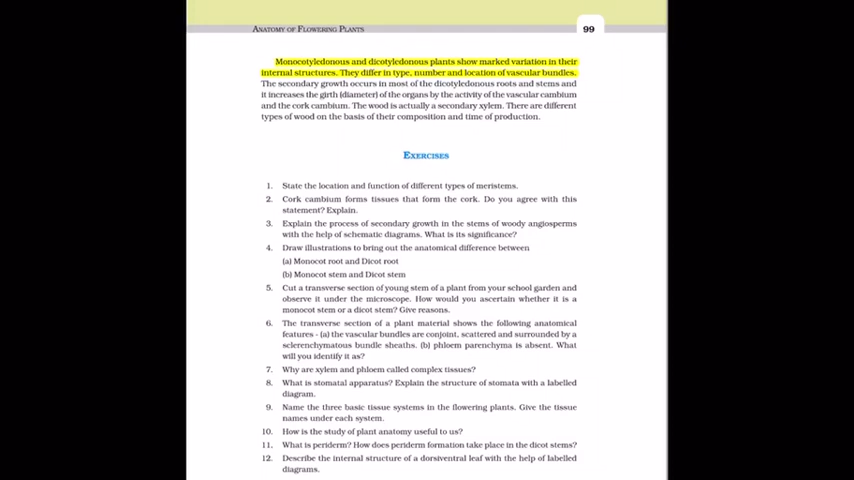 ANATOMY OF FLOWERING PLANTS
99
Monocotyledonous and dicotyledonous plants show marked variation in their
internal structures. They differ in type, number and location of vascular bundles.
The secondary growth occurs in most of the dicotyledonous roots and stems and
it increases the girth (diameter) of the organs by the activity of the vascular cambium
and the cork cambium. The wood is actually a secondary xylem. There are different
types of wood on the basis of their composition and time of production.
EXERCISES
1. State the location and function of different types of meristems.
2. Cork cambium forms tissues that form the cork. Do you agree with this
statement? Explain.
3. Explain the process of secondary growth in the stems of woody angiosperms
with the help of schematic diagrams. What is its significance?
4. Draw illustrations to bring out the anatomical difference between
(a) Monocot root and Dicot root
(b) Monocot stem and Dicot stem
5. Cut a transverse section of young stem of a plant from your school garden and
observe it under the microscope. How would you ascertain whether it is a
monocot stem or a dicot stem? Give reasons.
6. The transverse section of a plant material shows the following anatomical
features - (a) the vascular bundles are conjoint, scattered and surrounded by a
sclerenchymatous bundle sheaths. (b) phloem parenchyma is absent. What
will you identify it as?
7. Why are xylem and phloem called complex tissues?
8. What is stomatal apparatus? Explain the structure of stomata with a labelled
diagram.
9. Name the three basic tissue systems in the flowering plants. Give the tissue
names under each system.
10. How is the study of plant anatomy useful to us?
11. What is periderm? How does periderm formation take place in the dicot stems?
12. Describe the internal structure of a dorsiventral leaf with the help of labelled
diagrams.